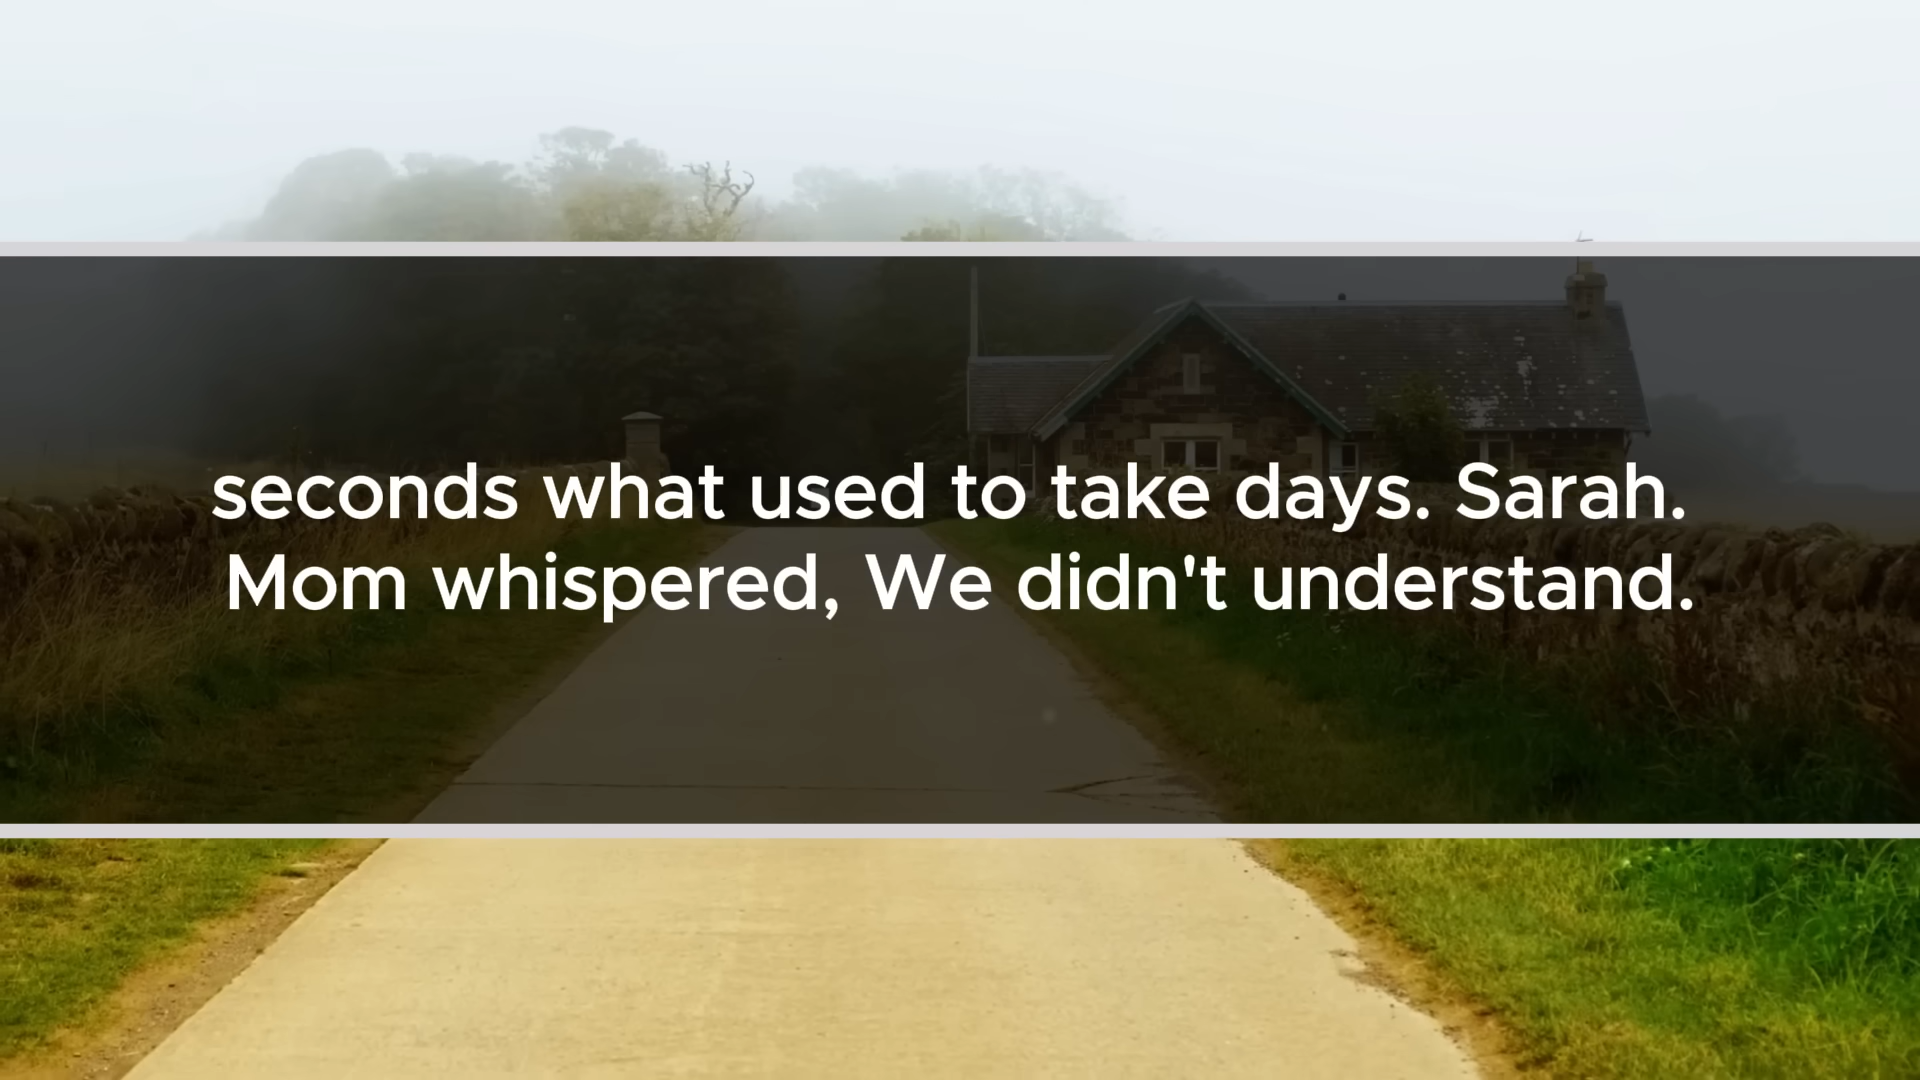 seconds what used to take days. Sarah.
Mom whispered, We didn't understand.